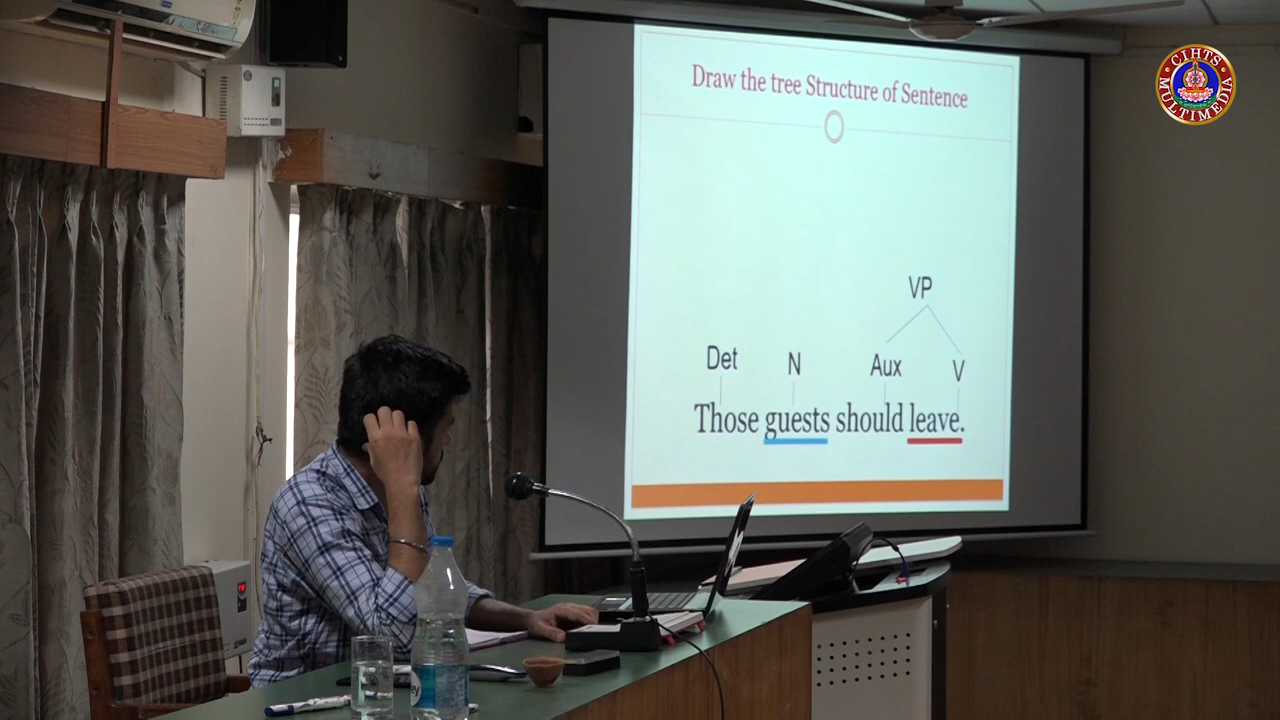 CIHTS
MULTIMEDIA
Draw the tree Structure of Sentence
VP
Det N Aux V
Those guests should leave.